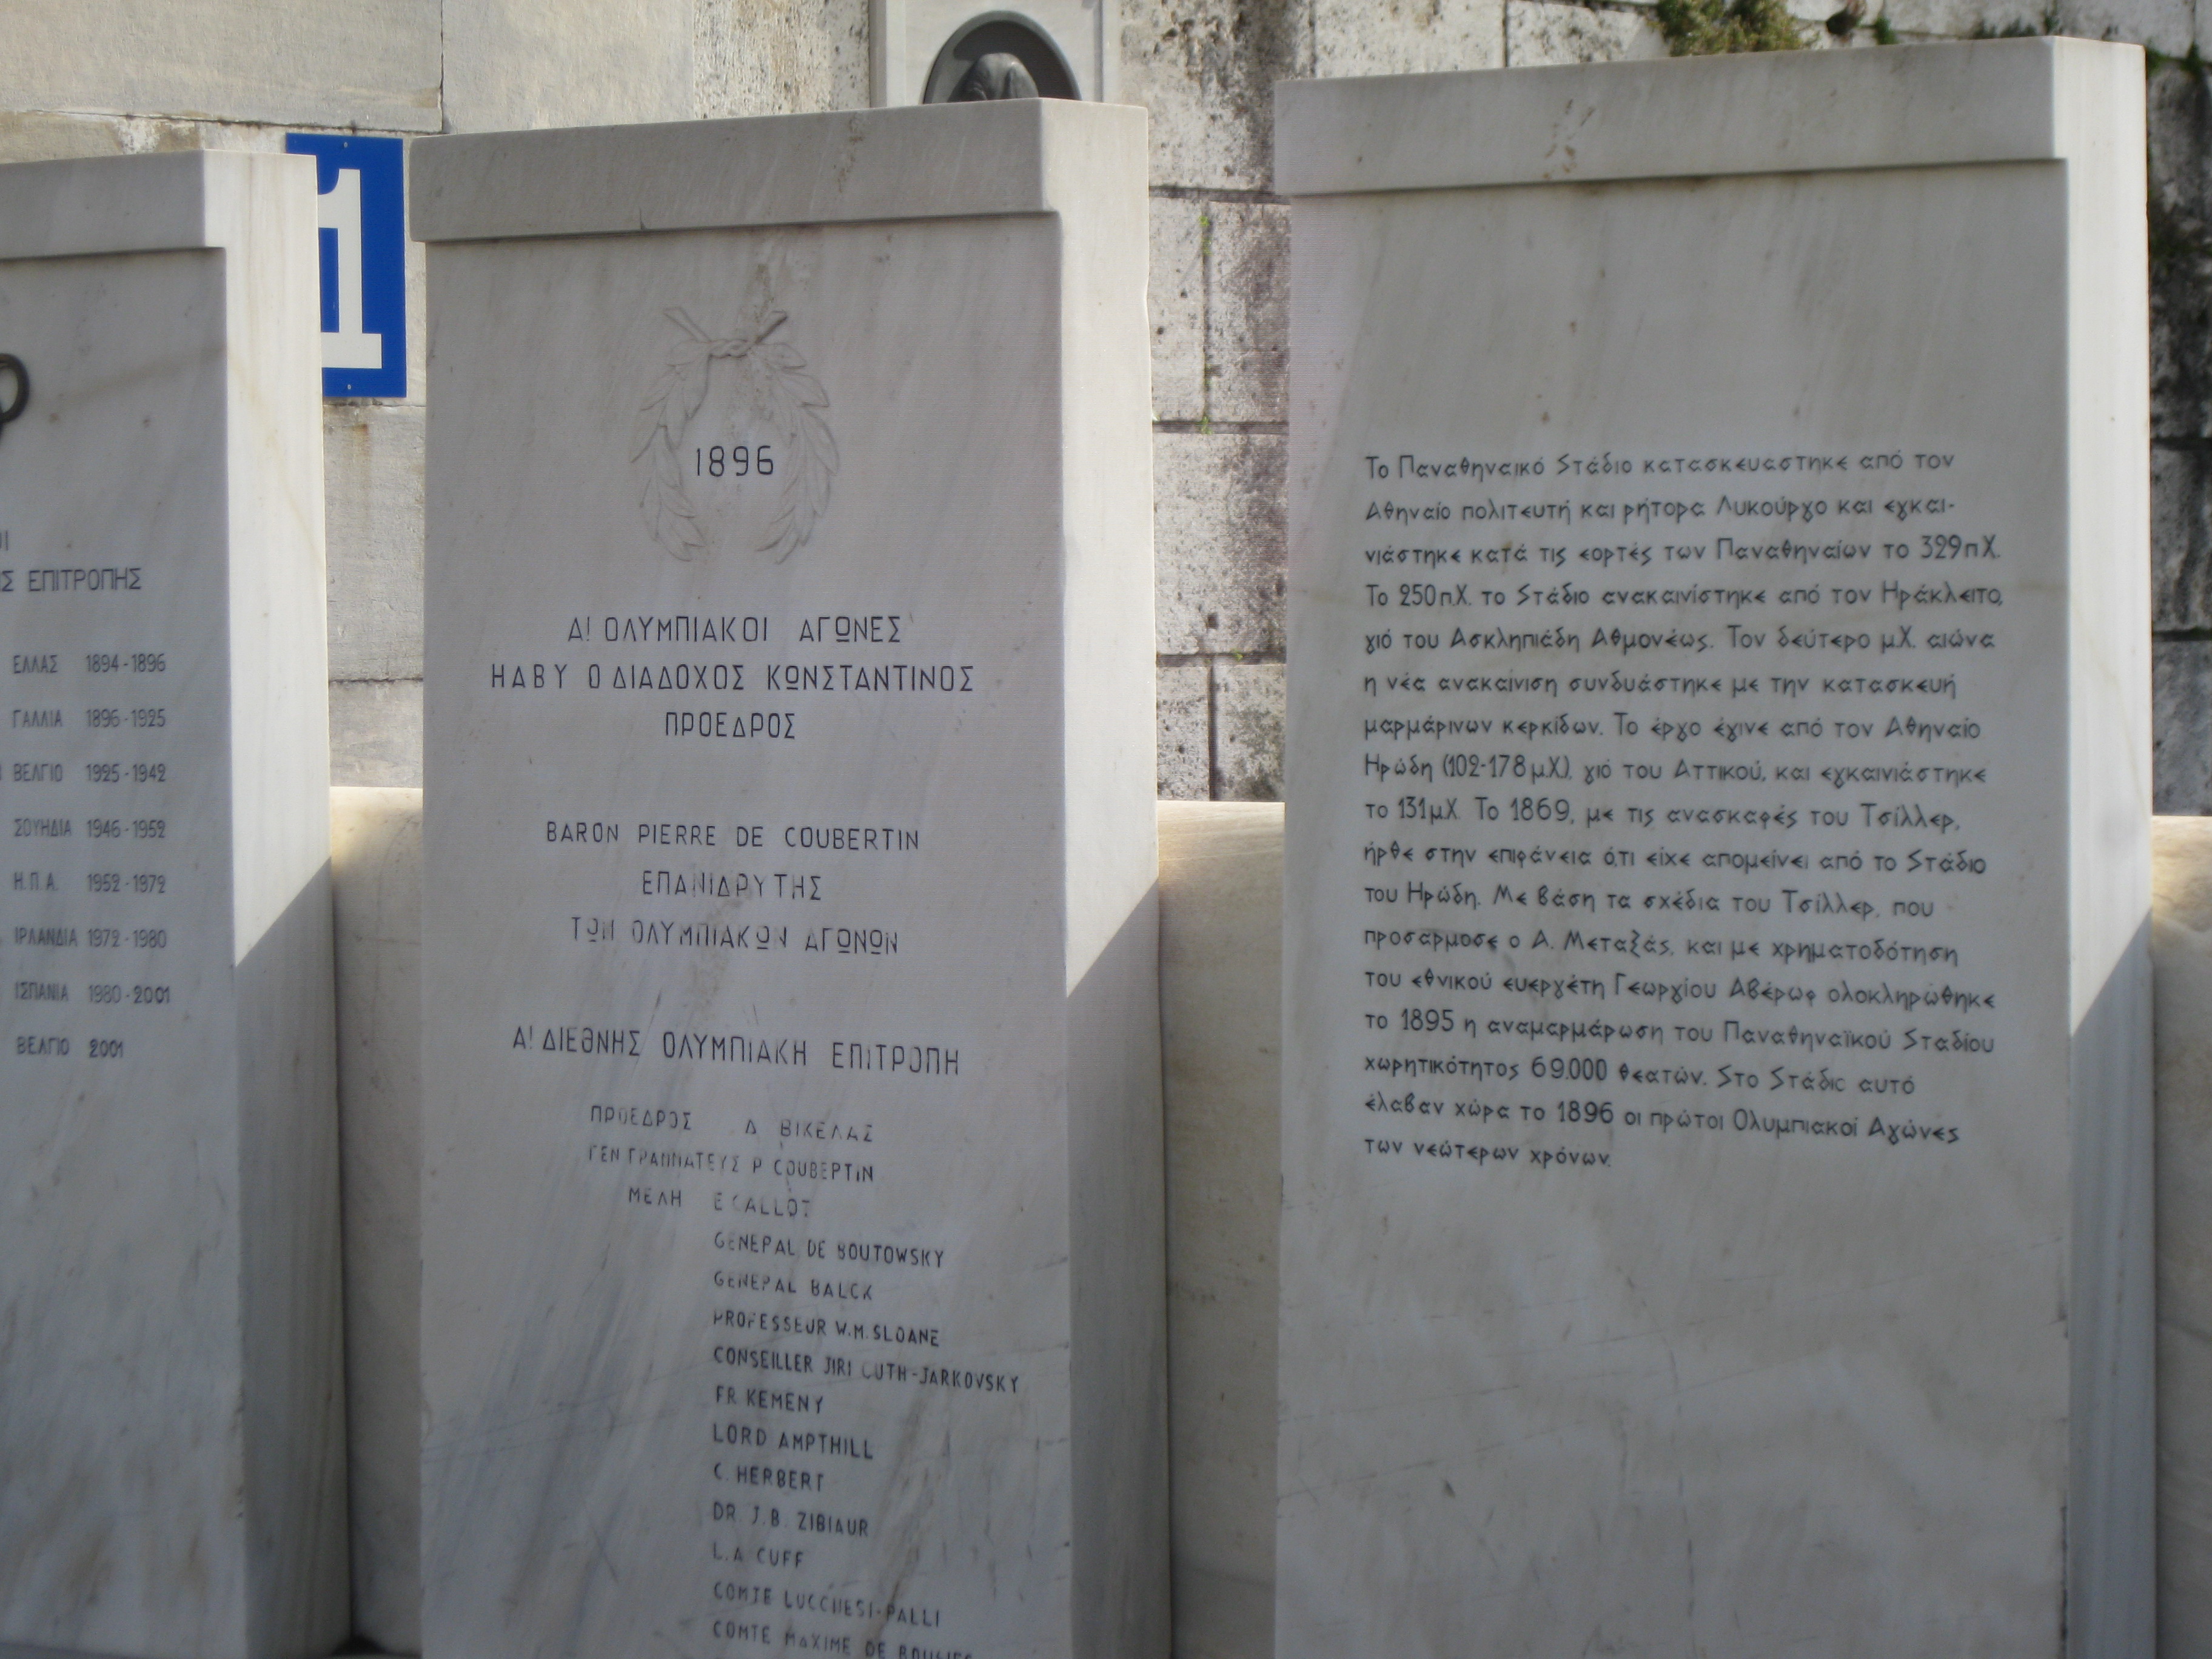 1
Σ ΕΠΙΤΡΟΠΗΣ
ΕΛΛΑΣ 1894-1896
ΓΑΛΛΙΑ 1896-1925
ΒΕΛΓΙΟ 1925-1942
ΣΟΥΗΔΙΑ 1946-1952
Η.Π.Α. 1952-1972
ΙΡΛΑΝΔΙΑ 1972-1980
ΙΣΠΑΝΙΑ 1980-2001
ΒΕΛΓΙΟ 2001
1896
Α! ΟΛΥΜΠΙΑΚΟΙ ΑΓΩΝΕΣ
Η Α Β Υ Ο ΔΙΑΔΟΧΟΣ ΚΩΝΣΤΑΝΤΙΝΟΣ
ΠΡΟΕΔΡΟΣ
BARON PIERRE DE COUBERTIN
ΕΠΑΝΙΔΡΥΤΗΣ
ΤΩΝ ΟΛΥΜΠΙΑΚΩΝ ΑΓΩΝΩΝ
Α! ΔΙΕΘΝΗΣ ΟΛΥΜΠΙΑΚΗ ΕΠΙΤΡΟΠΗ
ΠΡΟΕΔΡΟΣ Δ ΒΙΚΕΛΑΣ
ΓΕΝ ΓΡΑΜΜΑΤΕΥΣ P COUBERTIN
ΜΕΛΗ E CALLOT
GENERAL DE BOUTOWSKY
GENERAL BALCK
PROFESSEUR W.M. SLOANE
CONSEILLER JIRI GUTH-JARKOVSKY
FR KEMENY
LORD AMPTHILL
C. HERBERT
DR. J.B. ZIBIAUR
L.A CUFF
COMTE LUCCHESI-PALLI
COMTE MAXIME DE
Το Παναθηναικό Στάδιο κατασκευαστηκε από τον
Αθηναίο πολιτευτή και ρήτορα Λυκούργο και εγκαι-
νιάστηκε κατά τις εορτές των Παναθηναίων το 329π.Χ.
Το 250π.Χ. το Στάδιο ανακαινίστηκε από τον Ηράκλειτο,
γιό του Ασκληπιάδη Αθμονέως. Τον δεύτερο μ.Χ. αιώνα
η νέα ανακαίνιση συνδυάστηκε με την κατασκευή
μαρμάρινων κερκίδων. Το έργο έγινε από τον Αθηναίο
Ηρώδη (102-178 μ.Χ), γιό του Αττικού, και εγκαινιάστηκε
το 131μ.Χ. Το 1869, με τις ανασκαφές του Τσίλλερ,
ήρθε στην επιφάνεια ό,τι είχε απομείνει από το Στάδιο
του Ηρώδη. Με βάση τα σχέδια του Τσίλλερ, που
προσάρμοσε ο Α. Μεταξάς, και με χρηματοδότηση
του εθνικού ευεργέτη Γεωργίου Αβέρωφ ολοκληρώθηκε
το 1895 η αναμαρμάρωση του Παναθηναϊκού Σταδίου
χωρητικότητος 69.000 θεατών. Στο Στάδιο αυτό
έλαβαν χώρα το 1896 οι πρώτοι Ολυμπιακοί Αγώνες
των νεώτερων χρόνων.